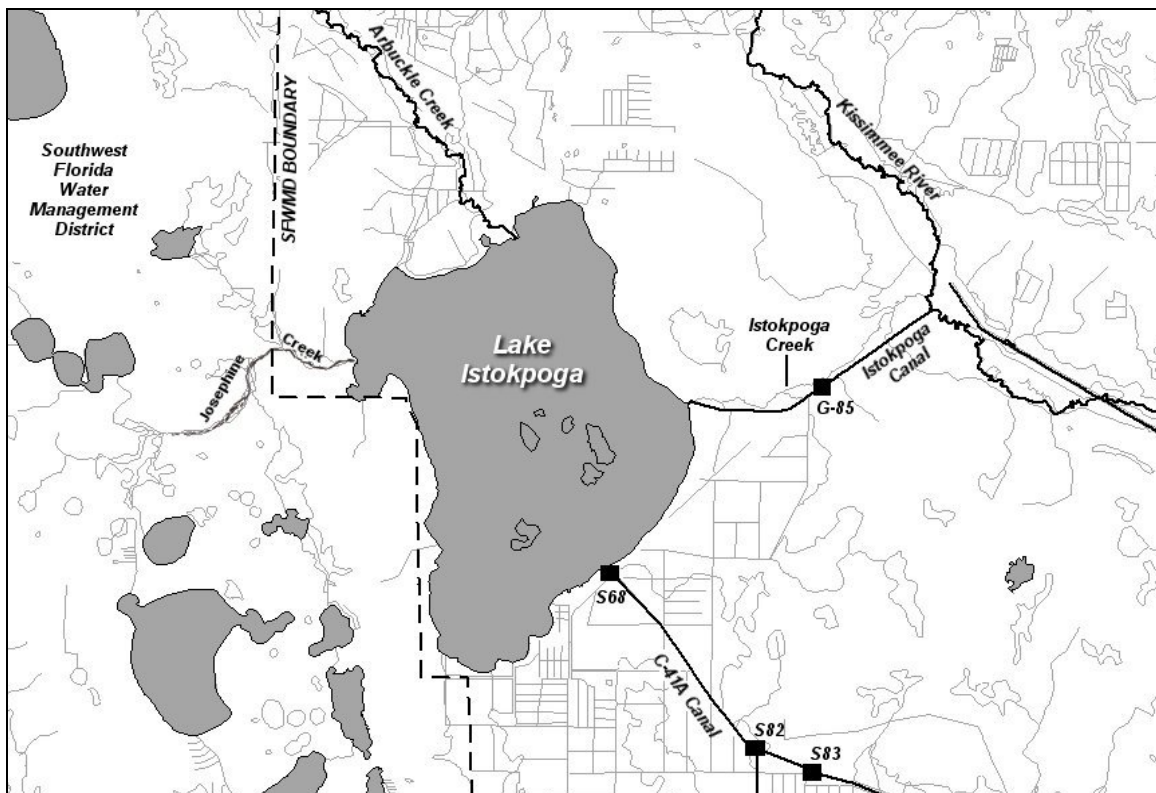 Arbuckle Creek
Kissimmee River
SFWMD BOUNDARY
Southwest
Florida
Water
Management
District
Istokpoga
Creek
Lake
Istokpoga
Josephine
Creek
Istokpoga
Canal
G-85
S68
C-41A Canal
S82
S83